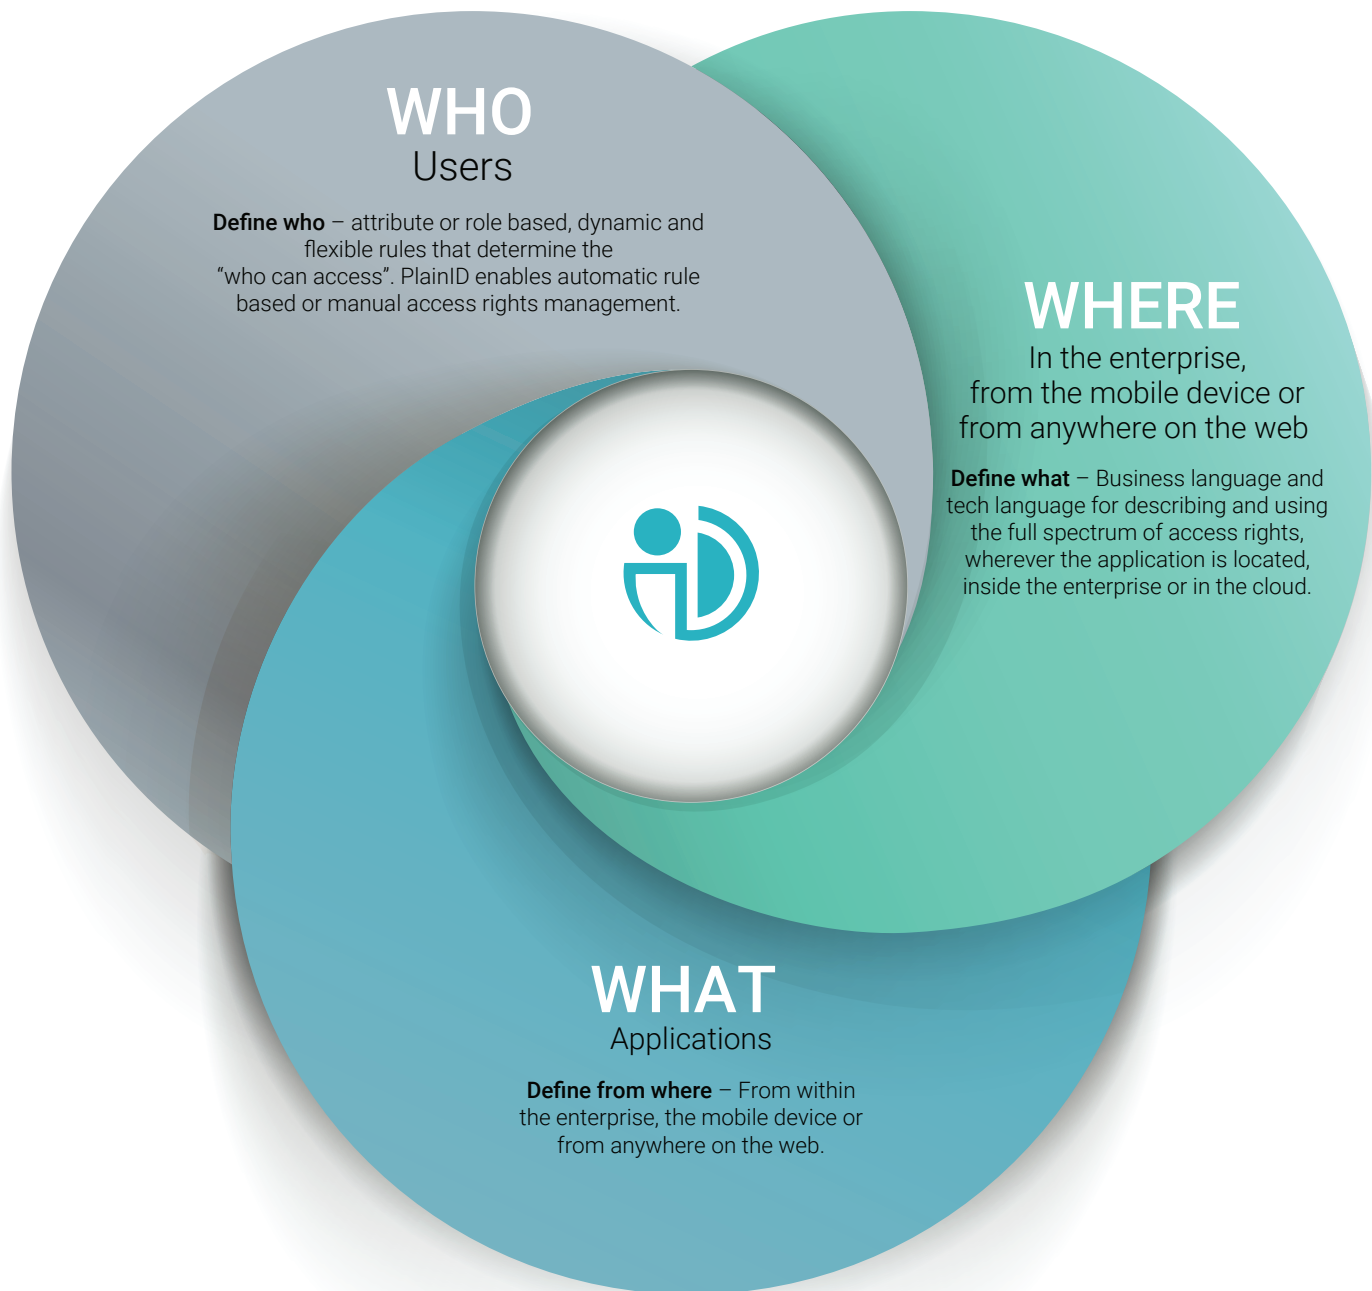 WHO
Users
Define who – attribute or role based, dynamic and
flexible rules that determine the
“who can access”. PlainID enables automatic rule
based or manual access rights management.
WHERE
In the enterprise,
from the mobile device or
from anywhere on the web
Define what – Business language and
tech language for describing and using
the full spectrum of access rights,
wherever the application is located,
inside the enterprise or in the cloud.
iD
WHAT
Applications
Define from where – From within
the enterprise, the mobile device or
from anywhere on the web.